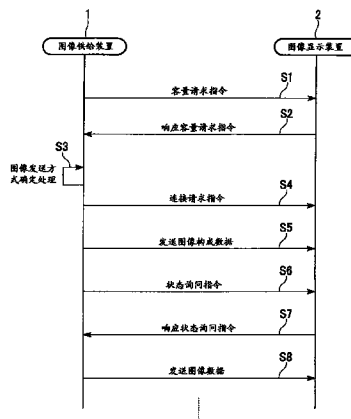 1
2
图像供给装置
图像显示装置
S1
容量请求指令
S2
响应容量请求指令
S3
图像发送方
式确定处理
S4
连接请求指令
S5
发送图像构成数据
S6
状态询问指令
S7
响应状态询问指令
S8
发送图像数据